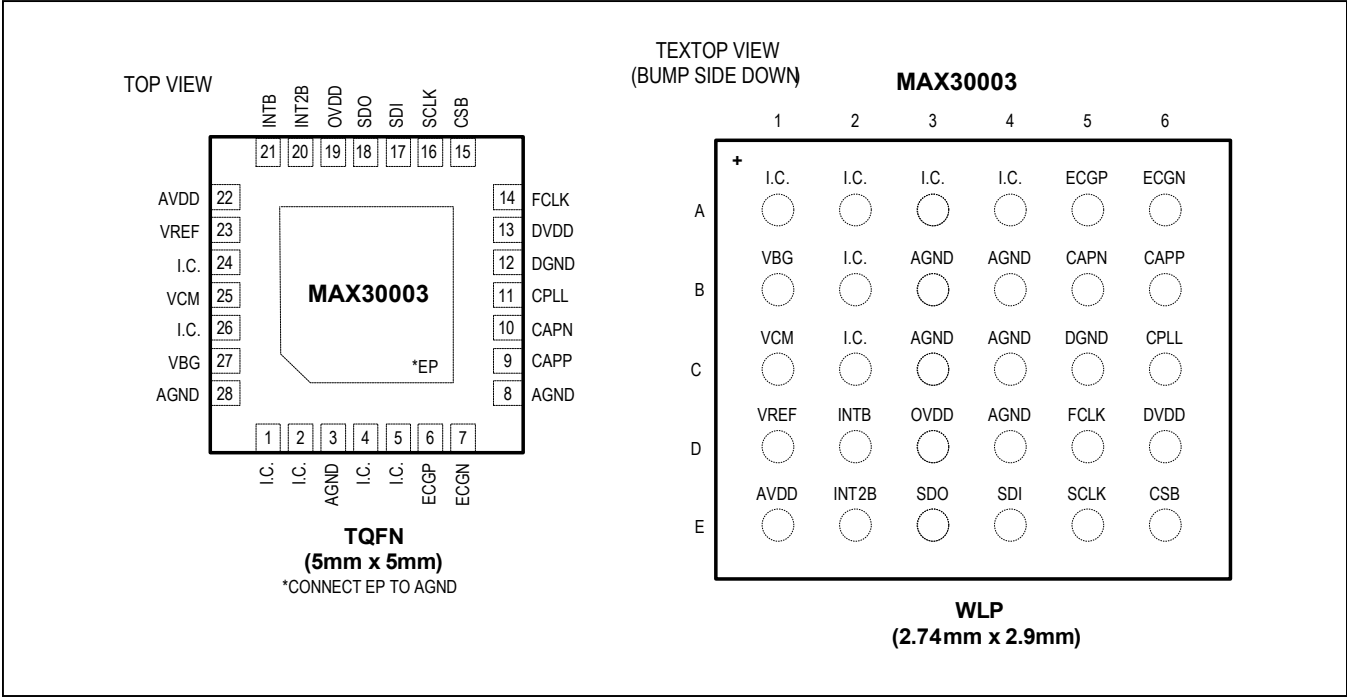 TOP VIEW
INTB INT2B OVDD SDO SDI SCLK CSB
21 20 19 18 17 16 15
AVDD 22
VREF 23
I.C. 24
VCM 25
I.C. 26
VBG 27
AGND 28
MAX30003
*EP
14 FCLK
13 DVDD
12 DGND
11 CPLL
10 CAPN
9 CAPP
8 AGND
1 2 3 4 5 6 7
I.C. I.C. AGND I.C. I.C. ECGP ECGN
TQFN
(5mm x 5mm)
*CONNECT EP TO AGND
TEXTOP VIEW
(BUMP SIDE DOWN)
MAX30003
1 2 3 4 5 6
+
I.C. I.C. I.C. I.C. ECGP ECGN
A
VBG I.C. AGND AGND CAPN CAPP
B
VCM I.C. AGND AGND DGND CPLL
C
VREF INTB OVDD AGND FCLK DVDD
D
AVDD INT2B SDO SDI SCLK CSB
E
WLP
(2.74mm x 2.9mm)